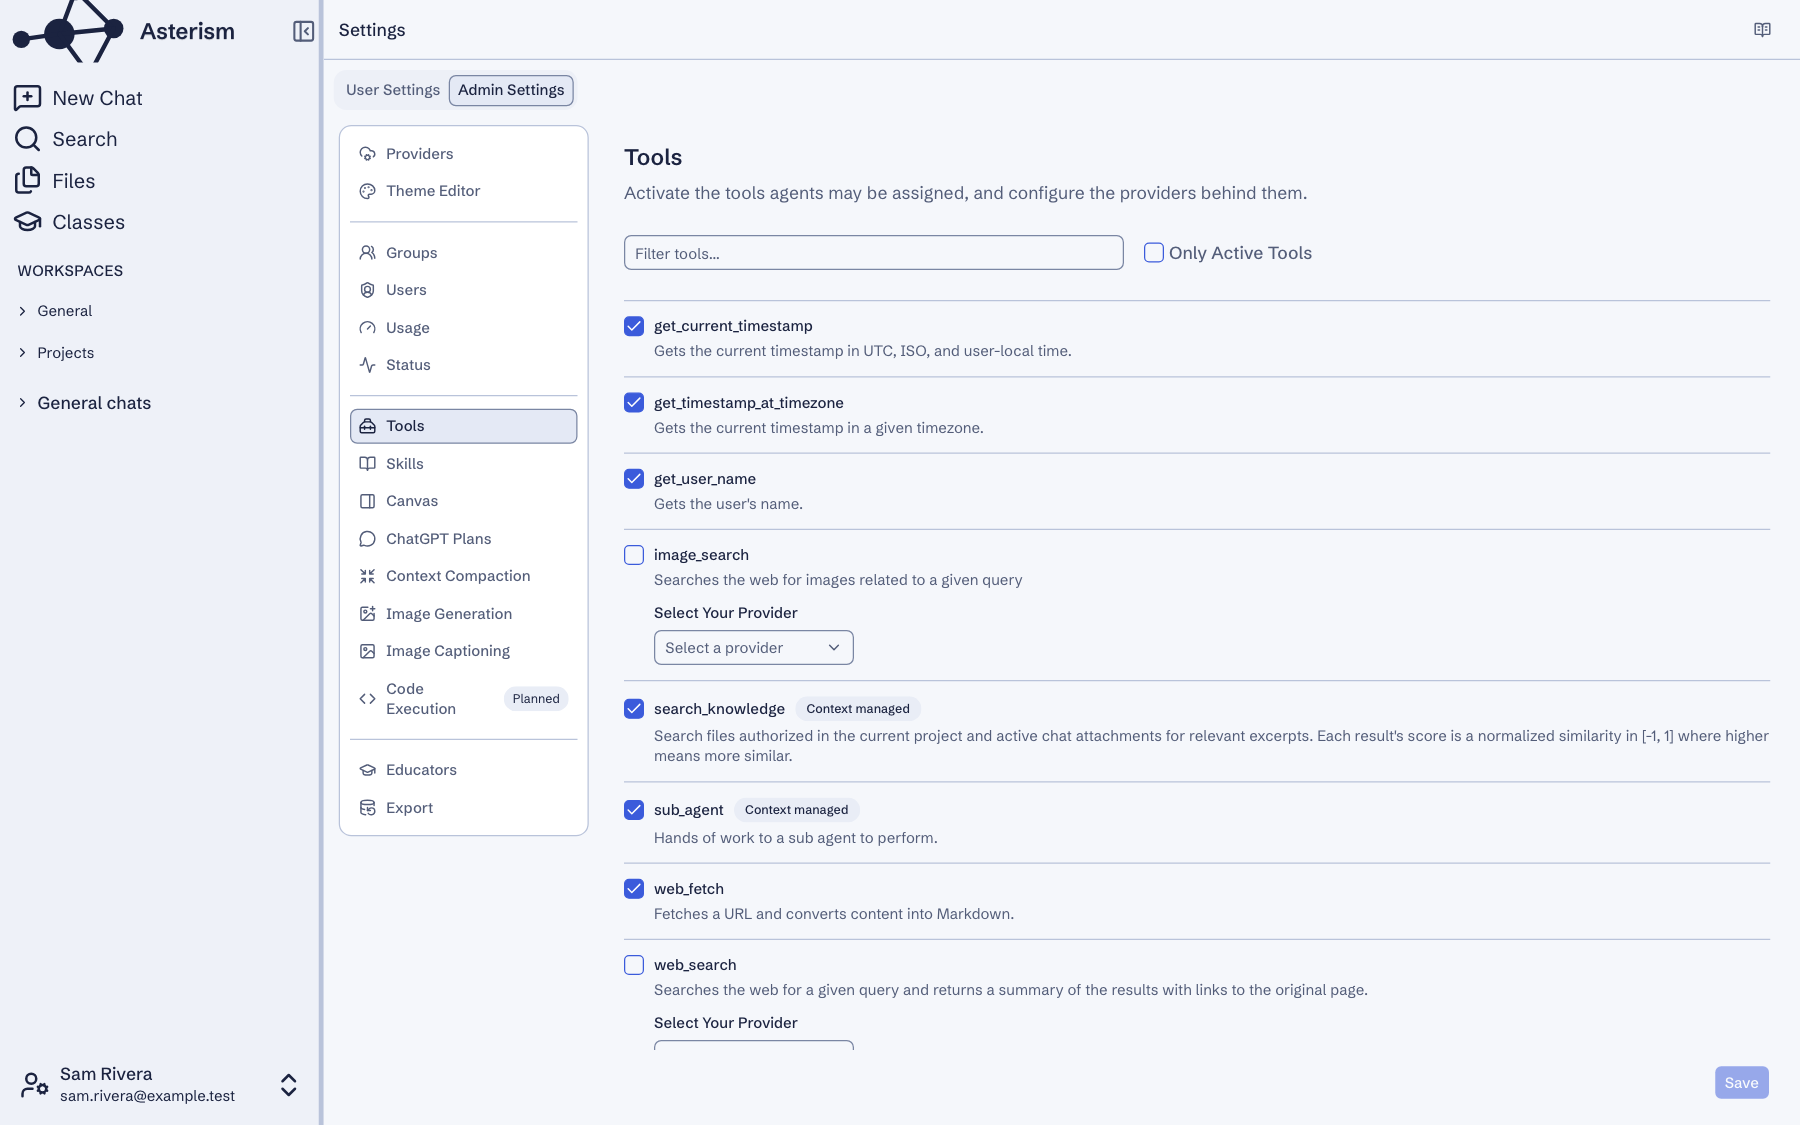 Asterism
Settings
New Chat
Search
Files
Classes
WORKSPACES
General
Projects
General chats
User Settings
Admin Settings
Providers
Theme Editor
Groups
Users
Usage
Status
Tools
Skills
Canvas
ChatGPT Plans
Context Compaction
Image Generation
Image Captioning
Code
Execution
Planned
Educators
Export
Tools
Activate the tools agents may be assigned, and configure the providers behind them.
Filter tools...
Only Active Tools
get_current_timestamp
Gets the current timestamp in UTC, ISO, and user-local time.
get_timestamp_at_timezone
Gets the current timestamp in a given timezone.
get_user_name
Gets the user's name.
image_search
Searches the web for images related to a given query
Select Your Provider
Select a provider
search_knowledge Context managed
Search files authorized in the current project and active chat attachments for relevant excerpts. Each result's score is a normalized similarity in [-1, 1] where higher
means more similar.
sub_agent Context managed
Hands of work to a sub agent to perform.
web_fetch
Fetches a URL and converts content into Markdown.
web_search
Searches the web for a given query and returns a summary of the results with links to the original page.
Select Your Provider
Save
Sam Rivera
sam.rivera@example.test